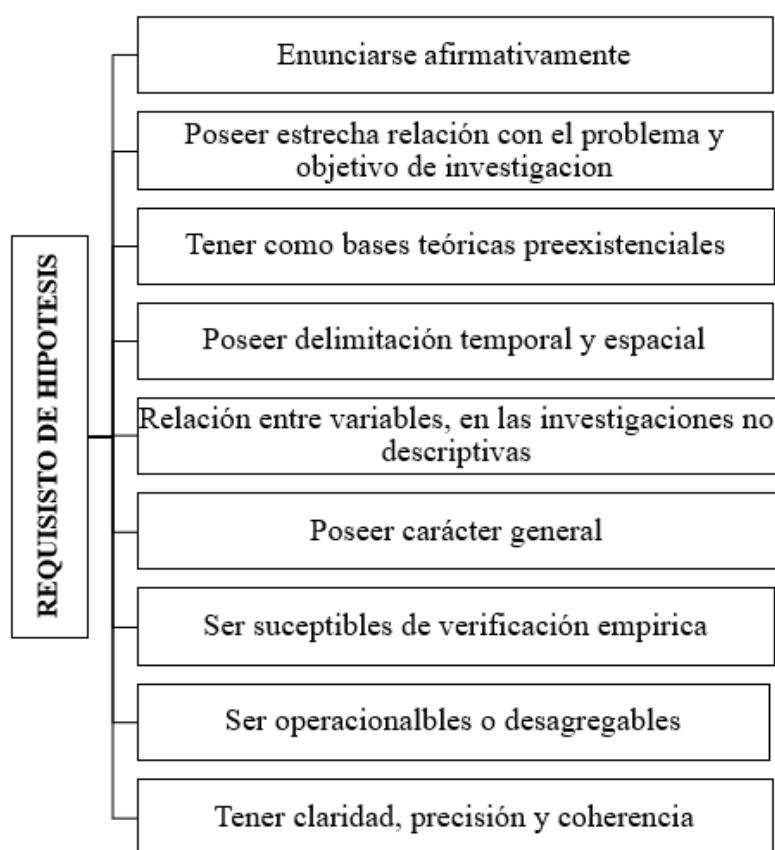 REQUISISTO DE HIPOTESIS
Enunciarse afirmativamente
Poseer estrecha relación con el problema y
objetivo de investigacion
Tener como bases teóricas preexistenciales
Poseer delimitación temporal y espacial
Relación entre variables, en las investigaciones no
descriptivas
Poseer carácter general
Ser suceptibles de verificación empirica
Ser operacionalbles o desagregables
Tener claridad, precisión y coherencia